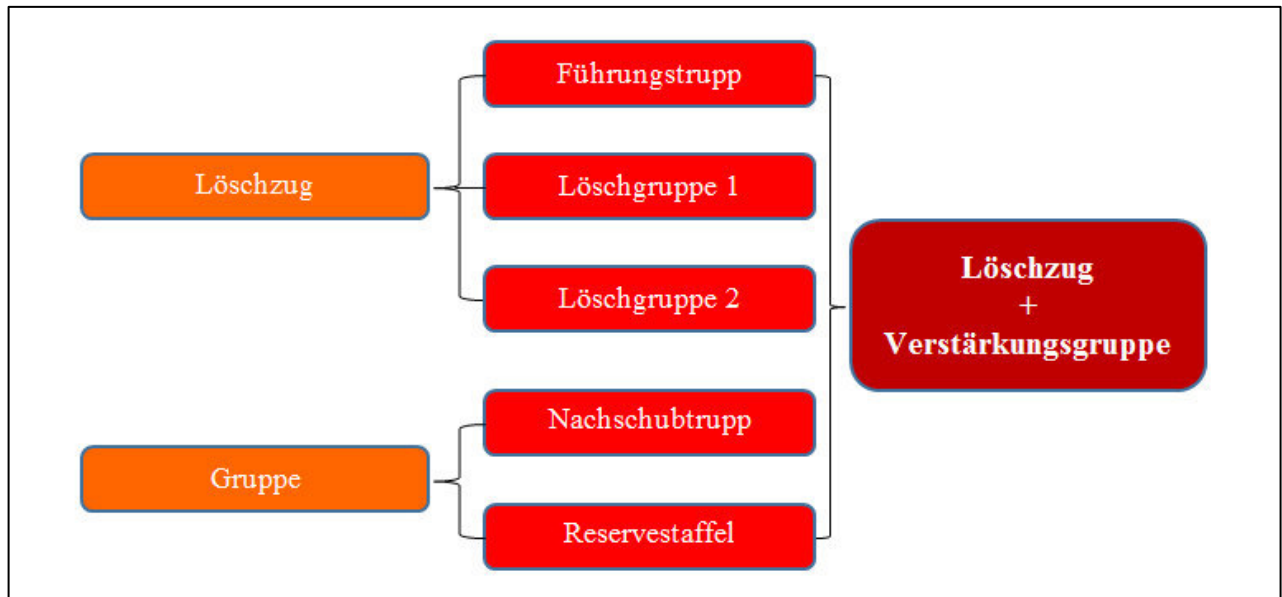 Führungstrupp
Löschzug
Löschgruppe 1
Löschgruppe 2
Löschzug
+
Verstärkungsgruppe
Nachschubtrupp
Gruppe
Reservestaffel